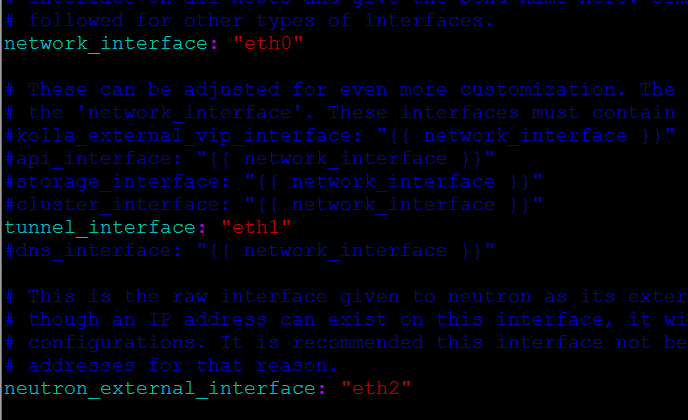 # followed for other types of interfaces.
network_interface: "eth0"
# These can be adjusted for even more customization. The
# the 'network_interface'. These interfaces must contain
#kolla_external_vip_interface: "{{ network_interface }}"
#api_interface: "{{ network_interface }}"
#storage_interface: "{{ network_interface }}"
#cluster_interface: "{{ network_interface }}"
tunnel_interface: "eth1"
#dns_interface: "{{ network_interface }}"
# This is the raw interface given to neutron as its exter
# though an IP address can exist on this interface, it wi
# configurations. It is recommended this interface not be
# addresses for that reason.
neutron_external_interface: "eth2"